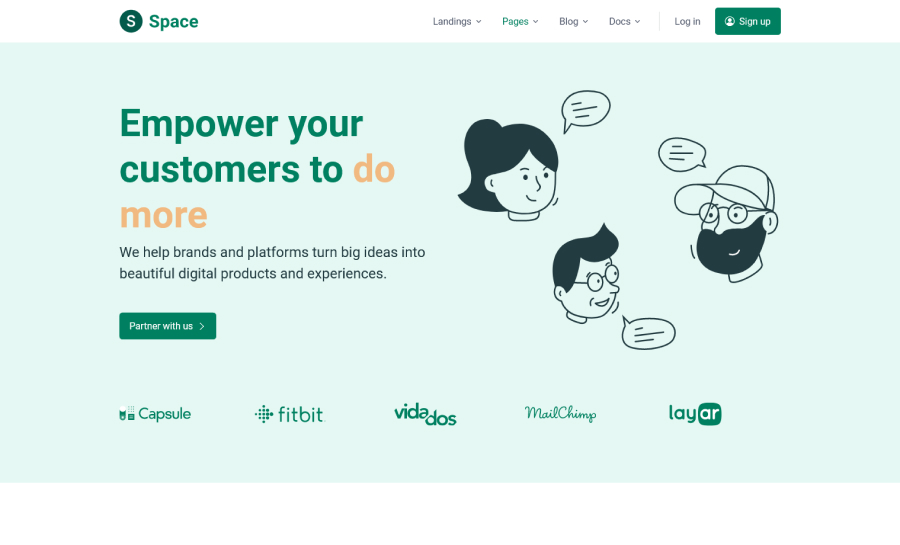 S Space
Landings Pages Blog Docs Log in Sign up
Empower your
customers to do
more
We help brands and platforms turn big ideas into
beautiful digital products and experiences.
Partner with us
Capsule fitbit vidados MailChimp layar